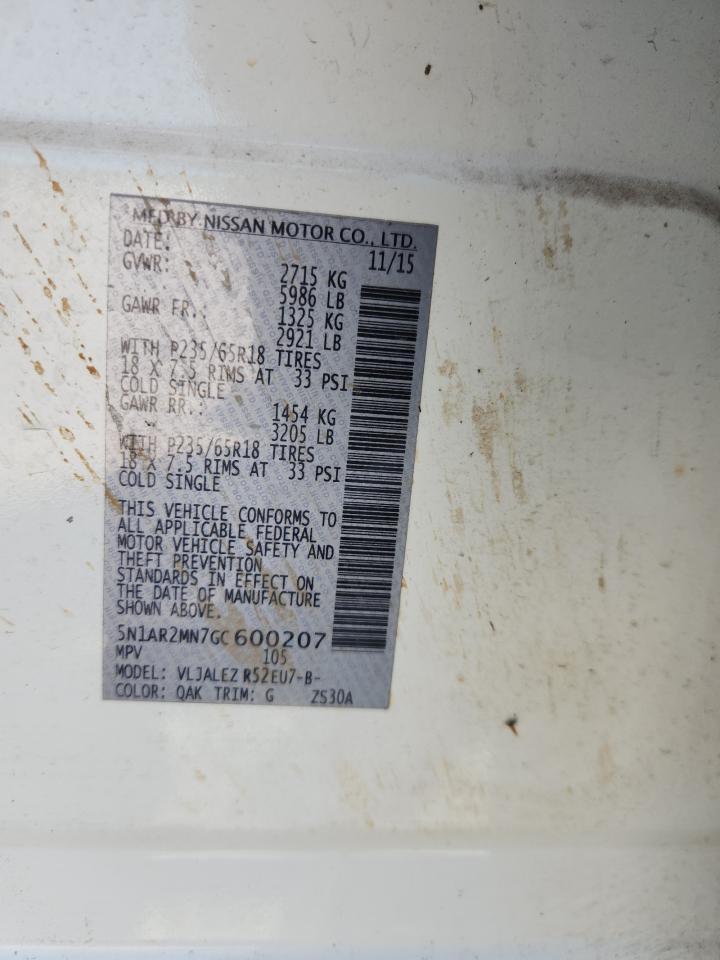 MFD BY NISSAN MOTOR CO., LTD.
DATE: 11/15
GVWR: 2715 KG
5986 LB
GAWR FR.: 1325 KG
2921 LB
WITH P235/65R18 TIRES
18 X 7.5 RIMS AT 33 PSI
COLD SINGLE
GAWR RR.: 1454 KG
3205 LB
WITH P235/65R18 TIRES
18 X 7.5 RIMS AT 33 PSI
COLD SINGLE
THIS VEHICLE CONFORMS TO
ALL APPLICABLE FEDERAL
MOTOR VEHICLE SAFETY AND
THEFT PREVENTION
STANDARDS IN EFFECT ON
THE DATE OF MANUFACTURE
SHOWN ABOVE.
5N1AR2MN7GC600207
MPV 105
MODEL: VLJALEZ R52EU7-B-
COLOR: QAK TRIM: G ZS30A